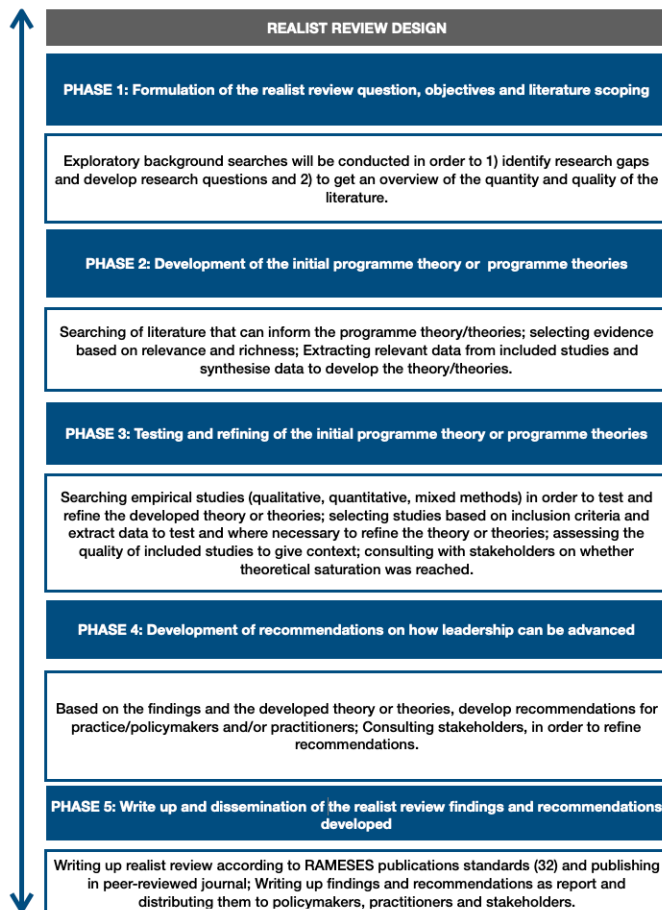 REALIST REVIEW DESIGN
PHASE 1: Formulation of the realist review question, objectives and literature scoping
Exploratory background searches will be conducted in order to 1) identify research gaps
and develop research questions and 2) to get an overview of the quantity and quality of the
literature.
PHASE 2: Development of the initial programme theory or programme theories
Searching of literature that can inform the programme theory/theories; selecting evidence
based on relevance and richness; Extracting relevant data from included studies and
synthesise data to develop the theory/theories.
PHASE 3: Testing and refining of the initial programme theory or programme theories
Searching empirical studies (qualitative, quantitative, mixed methods) in order to test and
refine the developed theory or theories; selecting studies based on inclusion criteria and
extract data to test and where necessary to refine the theory or theories; assessing the
quality of included studies to give context; consulting with stakeholders on whether
theoretical saturation was reached.
PHASE 4: Development of recommendations on how leadership can be advanced
Based on the findings and the developed theory or theories, develop recommendations for
practice/policymakers and/or practitioners; Consulting stakeholders, in order to refine
recommendations.
PHASE 5: Write up and dissemination of the realist review findings and recommendations
developed
Writing up realist review according to RAMESES publications standards (32) and publishing
in peer-reviewed journal; Writing up findings and recommendations as report and
distributing them to policymakers, practitioners and stakeholders.